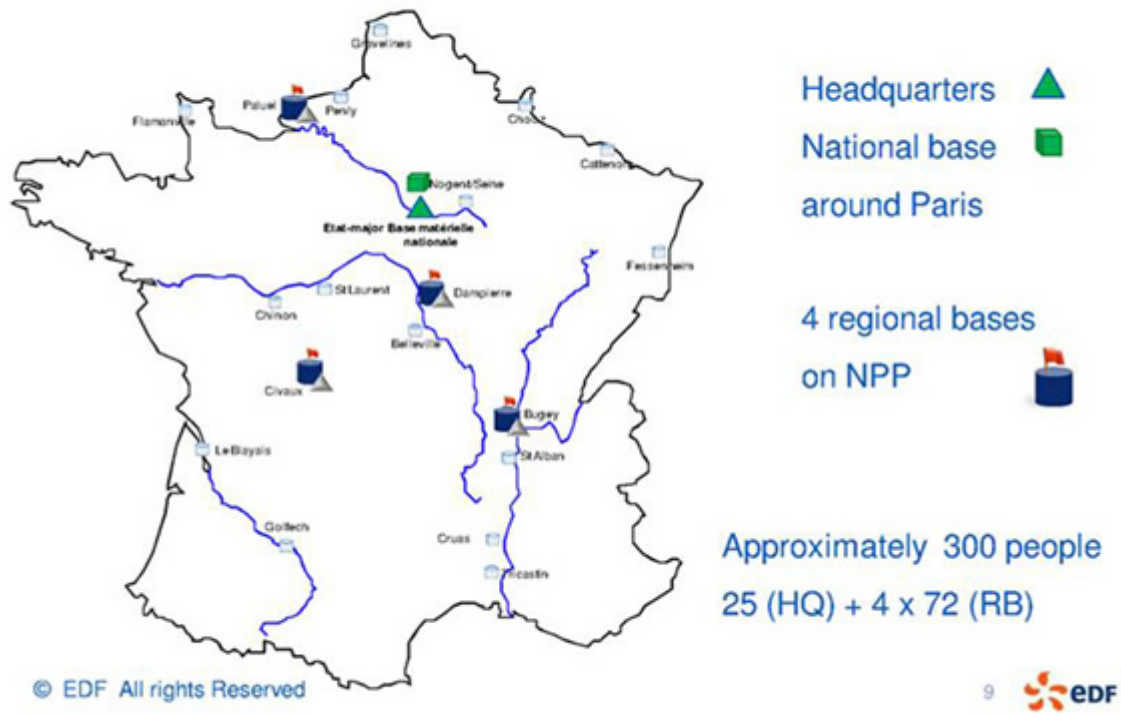 Gravelines
Paluel
Penly
Flamanville
Chooz
Cattenom
Nogent/Seine
Etat-major Base matérielle
nationale
Fessenheim
St Laurent
Dampierre
Chinon
Belleville
Civaux
Bugey
Le Blayais
St Alban
Golfech
Cruas
Tricastin
Headquarters
National base
around Paris
4 regional bases
on NPP
Approximately 300 people
25 (HQ) + 4 x 72 (RB)
© EDF All rights Reserved
9
eDF